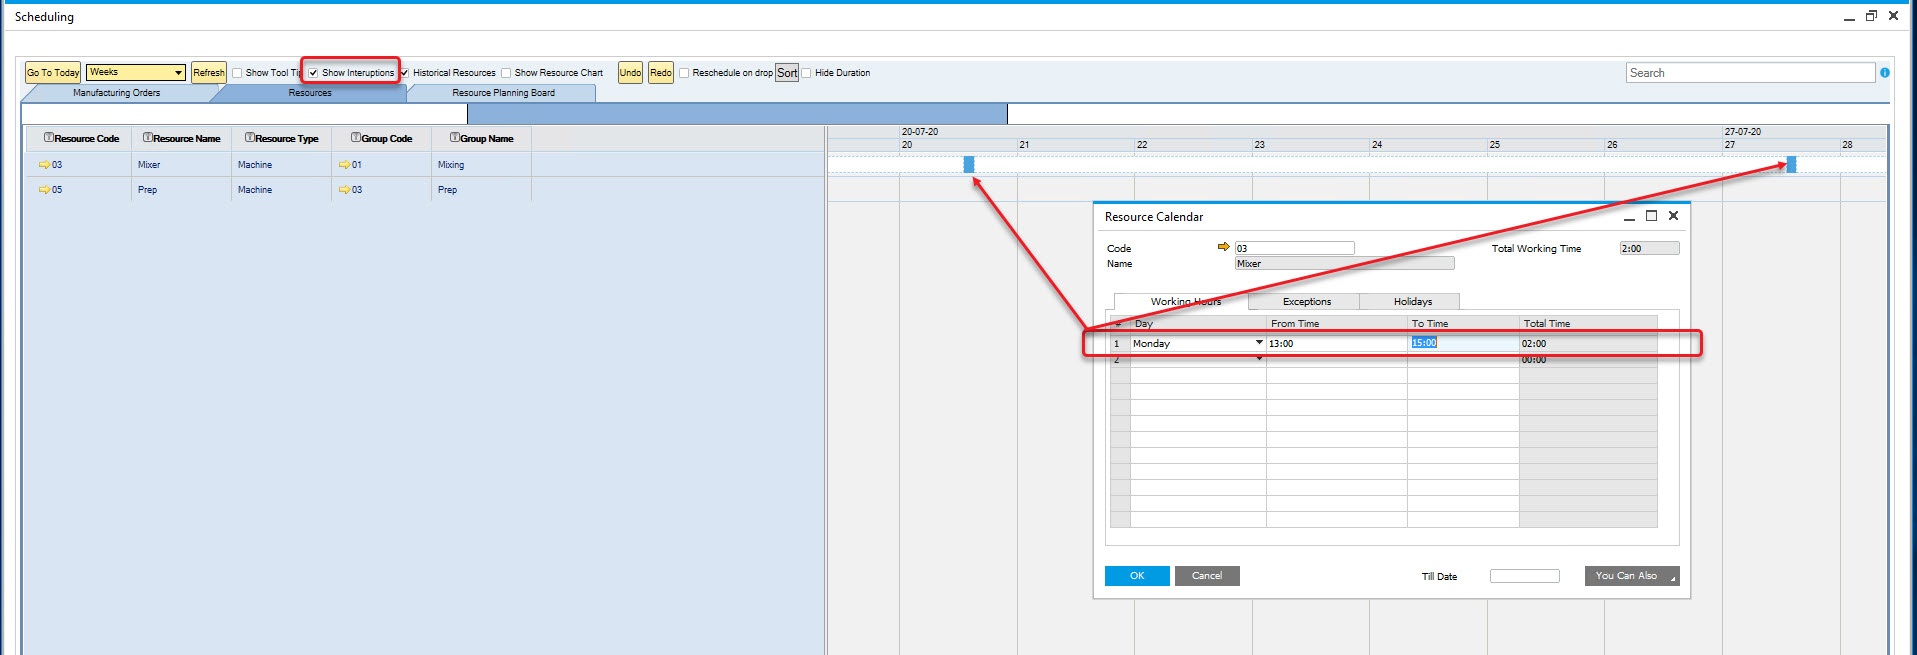 Scheduling
Go To Today Weeks Refresh Show Tool Tip Show Interuptions Historical Resources Show Resource Chart Undo Redo Reschedule on drop Sort Hide Duration Search
Manufacturing Orders Resources Resource Planning Board
Resource Code Resource Name Resource Type Group Code Group Name
20-07-20 27-07-20
20 21 22 23 24 25 26 27 28
03 Mixer Machine 01 Mixing
05 Prep Machine 03 Prep
Resource Calendar
Code 03 Total Working Time 2:00
Name Mixer
Working Hours Exceptions Holidays
# Day From Time To Time Total Time
1 Monday 13:00 15:00 02:00
2 00:00
OK Cancel Till Date You Can Also